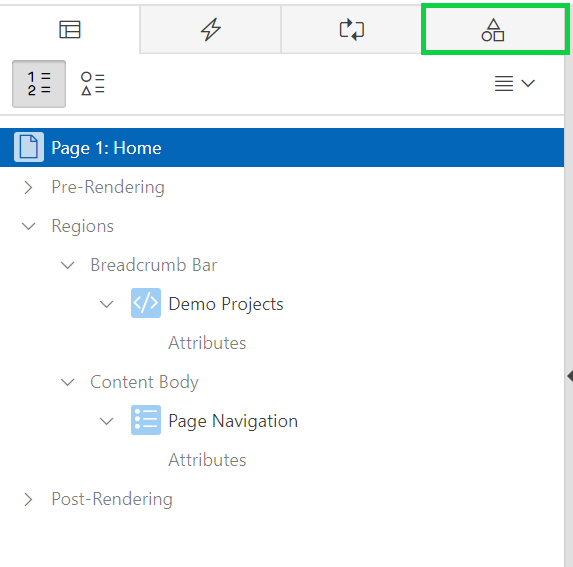 1
2
Page 1: Home
Pre-Rendering
Regions
Breadcrumb Bar
Demo Projects
Attributes
Content Body
Page Navigation
Attributes
Post-Rendering